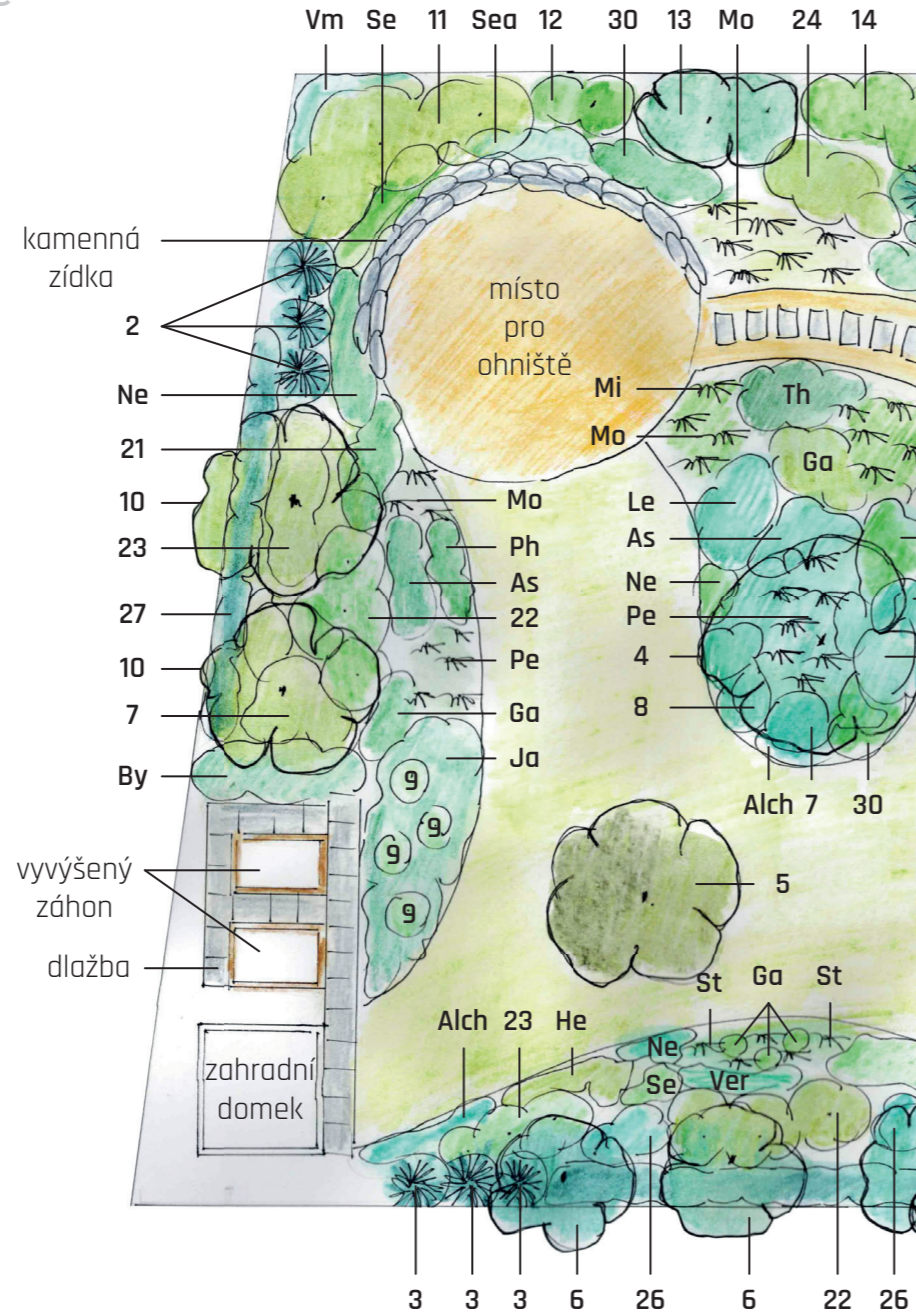 Vm Se 11 Sea 12 30 13 Mo 24 14
kamenná
zídka
místo
pro
ohniště
2
Mi
Ne
Th
Mo
21
Ga
10
Mo
Le
23
Ph
As
As
Ne
27
22
Pe
10
Pe
4
7
Ga
8
Ja
By
9
Alch 7 30
9
9
vyvýšený
záhon
5
9
dlažba
St Ga St
Alch 23 He
Ne
zahradní
domek
Se Ver
3 3 3 6 26 6 22 26